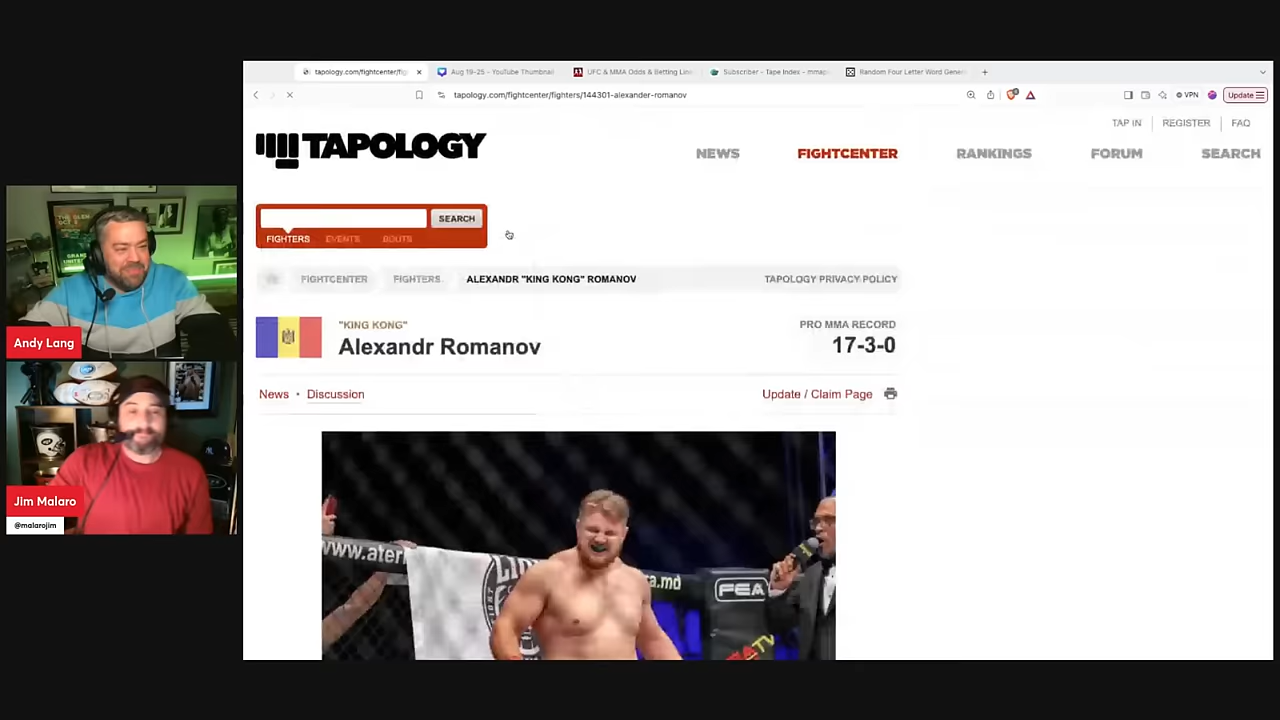 tapology.com/fightcenter/fig
Aug 19-25 - YouTube Thumbnail
UFC & MMA Odds & Betting Line
Subscriber - Tape Index - mmap
Random Four Letter Word Gener
tapology.com/fightcenter/fighters/144301-alexander-romanov
VPN
Update
TAP IN
REGISTER
FAQ
TAPOLOGY
NEWS
FIGHTCENTER
RANKINGS
FORUM
SEARCH
SEARCH
FIGHTERS
EVENTS
BOUTS
FIGHTCENTER
FIGHTERS
ALEXANDR "KING KONG" ROMANOV
TAPOLOGY PRIVACY POLICY
"KING KONG"
Alexandr Romanov
PRO MMA RECORD
17-3-0
News • Discussion
Update / Claim Page
www.ater
a.md
FEA
Andy Lang
Jim Malaro
@malarojim